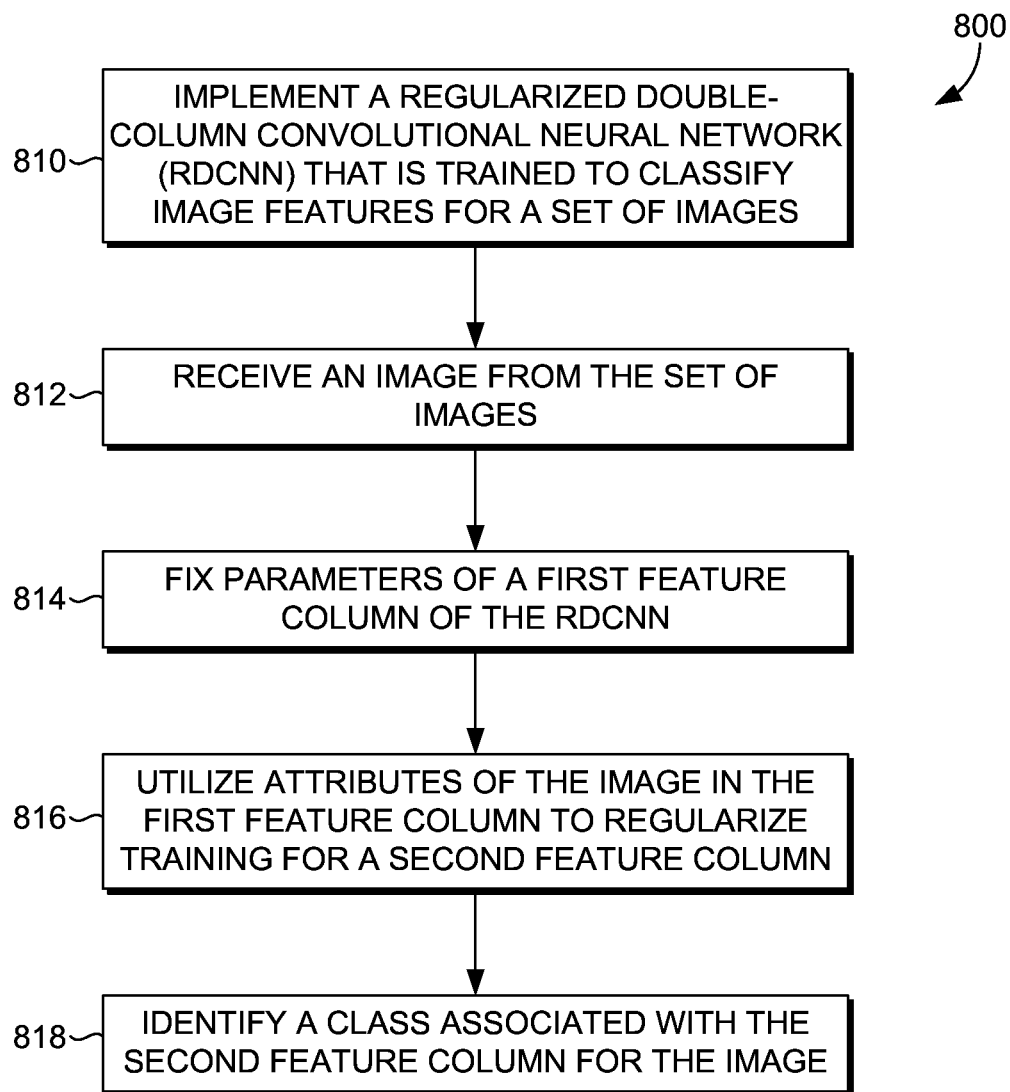 800
810
IMPLEMENT A REGULARIZED DOUBLE-
COLUMN CONVOLUTIONAL NEURAL NETWORK
(RDCNN) THAT IS TRAINED TO CLASSIFY
IMAGE FEATURES FOR A SET OF IMAGES
812
RECEIVE AN IMAGE FROM THE SET OF
IMAGES
814
FIX PARAMETERS OF A FIRST FEATURE
COLUMN OF THE RDCNN
816
UTILIZE ATTRIBUTES OF THE IMAGE IN THE
FIRST FEATURE COLUMN TO REGULARIZE
TRAINING FOR A SECOND FEATURE COLUMN
818
IDENTIFY A CLASS ASSOCIATED WITH THE
SECOND FEATURE COLUMN FOR THE IMAGE